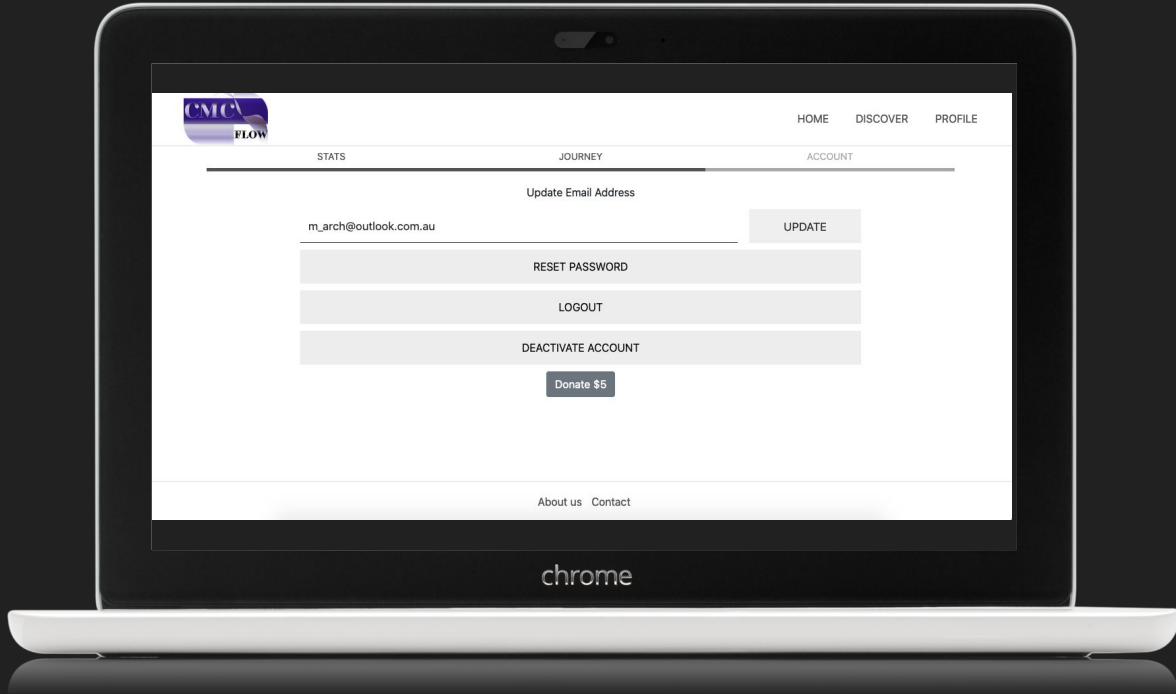 CMC
FLOW
HOME DISCOVER PROFILE
STATS JOURNEY ACCOUNT
Update Email Address
m_arch@outlook.com.au UPDATE
RESET PASSWORD
LOGOUT
DEACTIVATE ACCOUNT
Donate $5
About us Contact
chrome